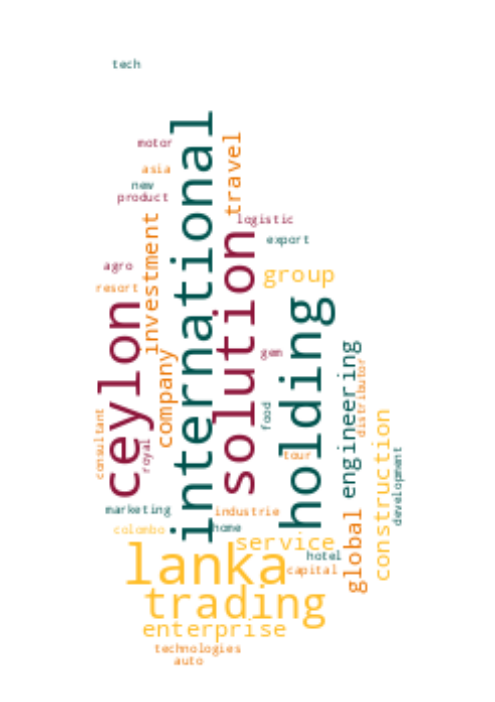 tech
motor
international
travel
asia
new
product
investment
logistic
solution
export
agro
group
resort
ceylon
holding
engineering
company
gem
distributor
consultant
food
construction
royal
tour
development
marketing
industrie
global
colombo
home
service
lanka
hotel
capital
trading
enterprise
technologies
auto